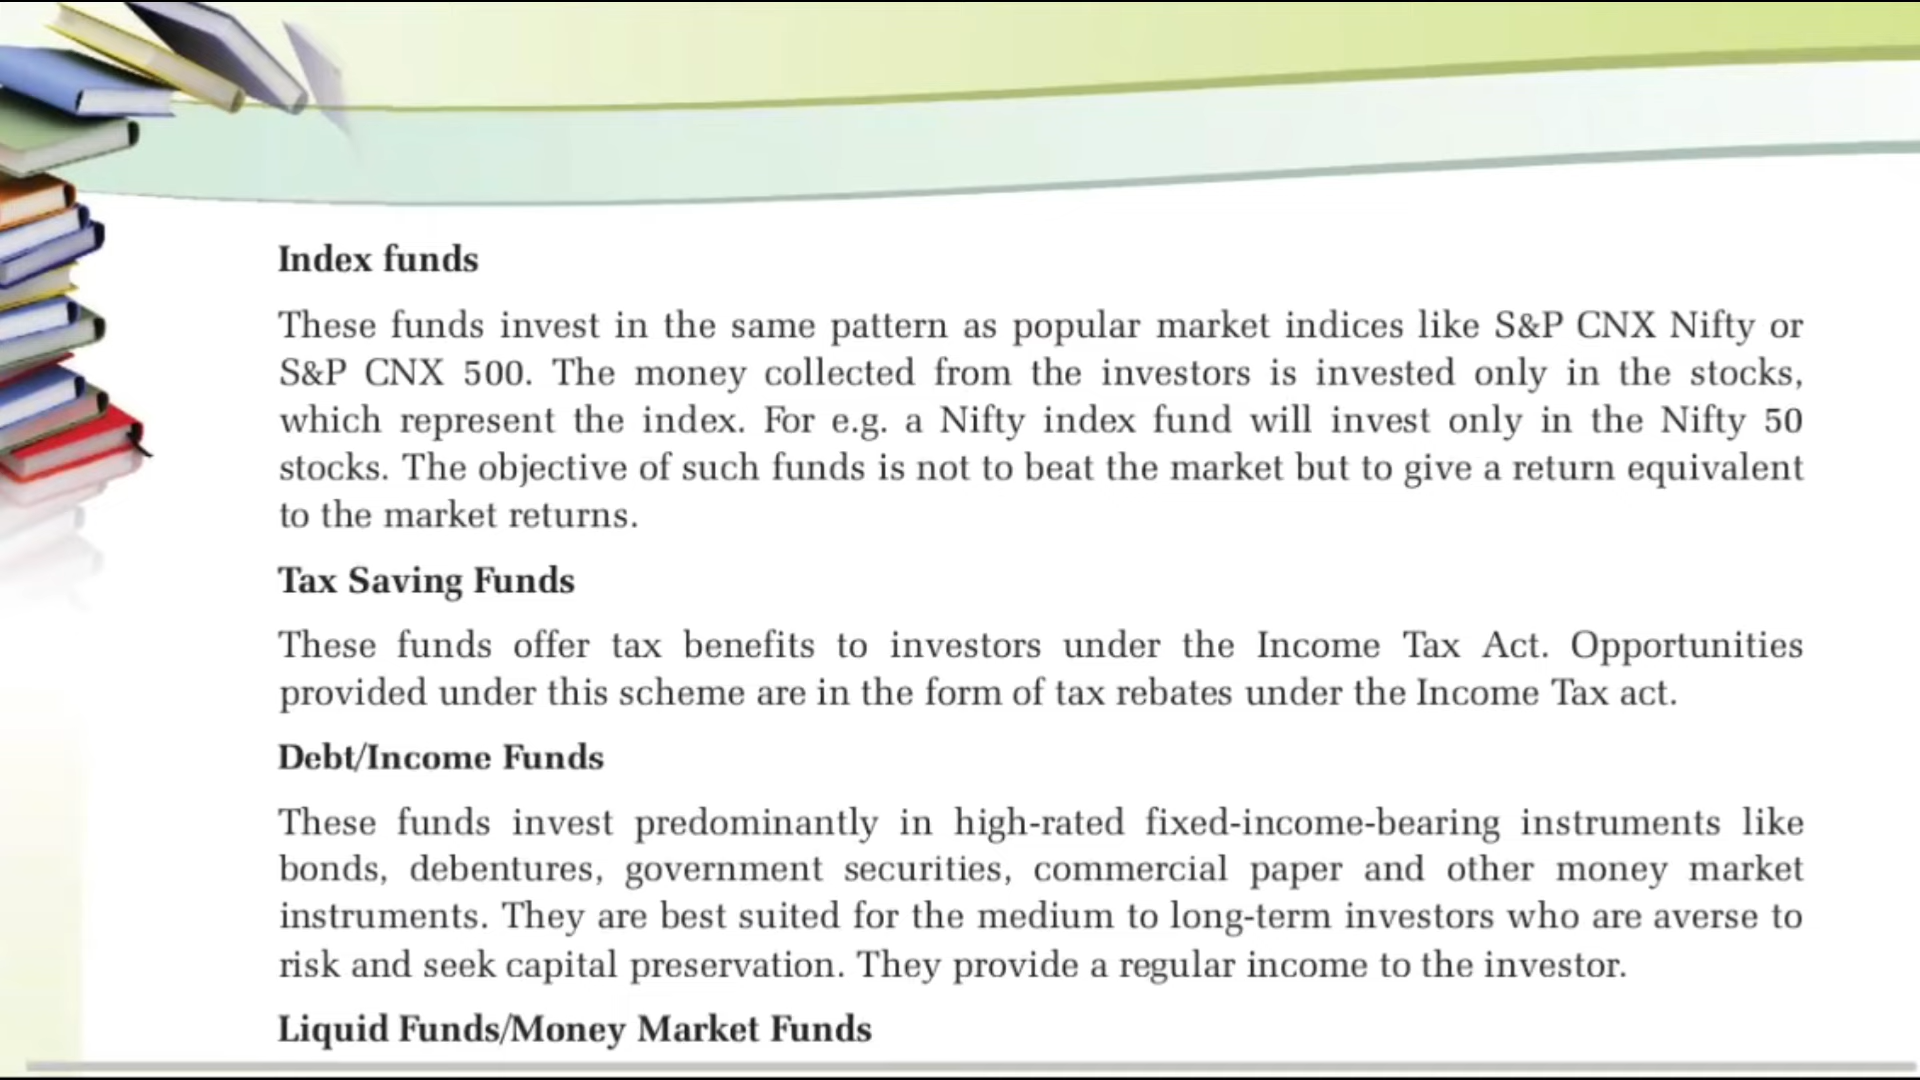 Index funds
These funds invest in the same pattern as popular market indices like S&P CNX Nifty or
S&P CNX 500. The money collected from the investors is invested only in the stocks,
which represent the index. For e.g. a Nifty index fund will invest only in the Nifty 50
stocks. The objective of such funds is not to beat the market but to give a return equivalent
to the market returns.
Tax Saving Funds
These funds offer tax benefits to investors under the Income Tax Act. Opportunities
provided under this scheme are in the form of tax rebates under the Income Tax act.
Debt/Income Funds
These funds invest predominantly in high-rated fixed-income-bearing instruments like
bonds, debentures, government securities, commercial paper and other money market
instruments. They are best suited for the medium to long-term investors who are averse to
risk and seek capital preservation. They provide a regular income to the investor.
Liquid Funds/Money Market Funds